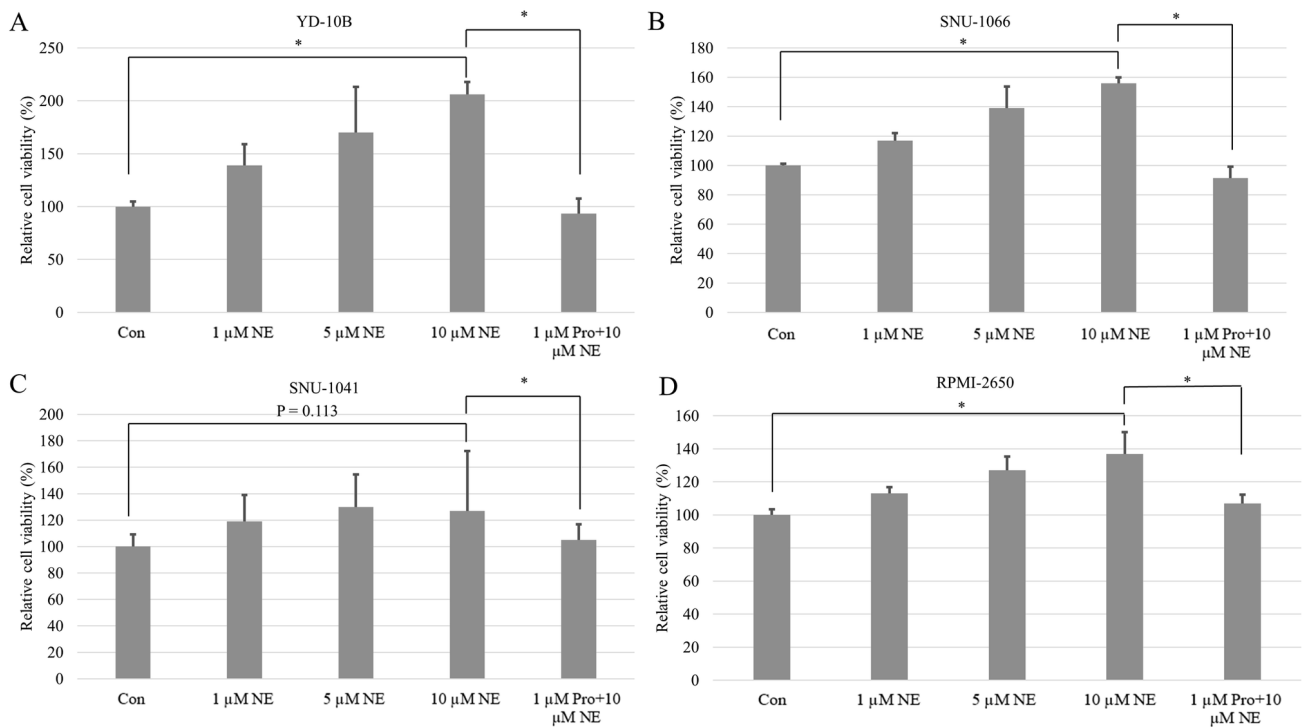 A
YD-10B
*
*
Relative cell viability (%)
250
200
150
100
50
0
Con
1 µM NE
5 µM NE
10 µM NE
1 µM Pro+10
µM NE
B
SNU-1066
*
*
Relative cell viability (%)
180
160
140
120
100
80
60
40
20
0
Con
1 µM NE
5 µM NE
10 µM NE
1 µM Pro+10
µM NE
C
SNU-1041
P = 0.113
*
Relative cell viability (%)
200
180
160
140
120
100
80
60
40
20
0
Con
1 µM NE
5 µM NE
10 µM NE
1 µM Pro+10
µM NE
D
RPMI-2650
*
*
Relative cell viability (%)
160
140
120
100
80
60
40
20
0
Con
1 µM NE
5 µM NE
10 µM NE
1 µM Pro+10
µM NE